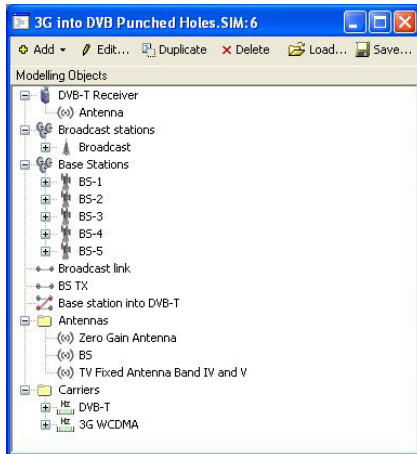 3G into DVB Punched Holes.SIM:6
Add Edit... Duplicate Delete Load... Save...
Modelling Objects
DVB-T Receiver
Antenna
Broadcast stations
Broadcast
Base Stations
BS-1
BS-2
BS-3
BS-4
BS-5
Broadcast link
BS TX
Base station into DVB-T
Antennas
Zero Gain Antenna
BS
TV Fixed Antenna Band IV and V
Carriers
Hz DVB-T
Hz 3G WCDMA